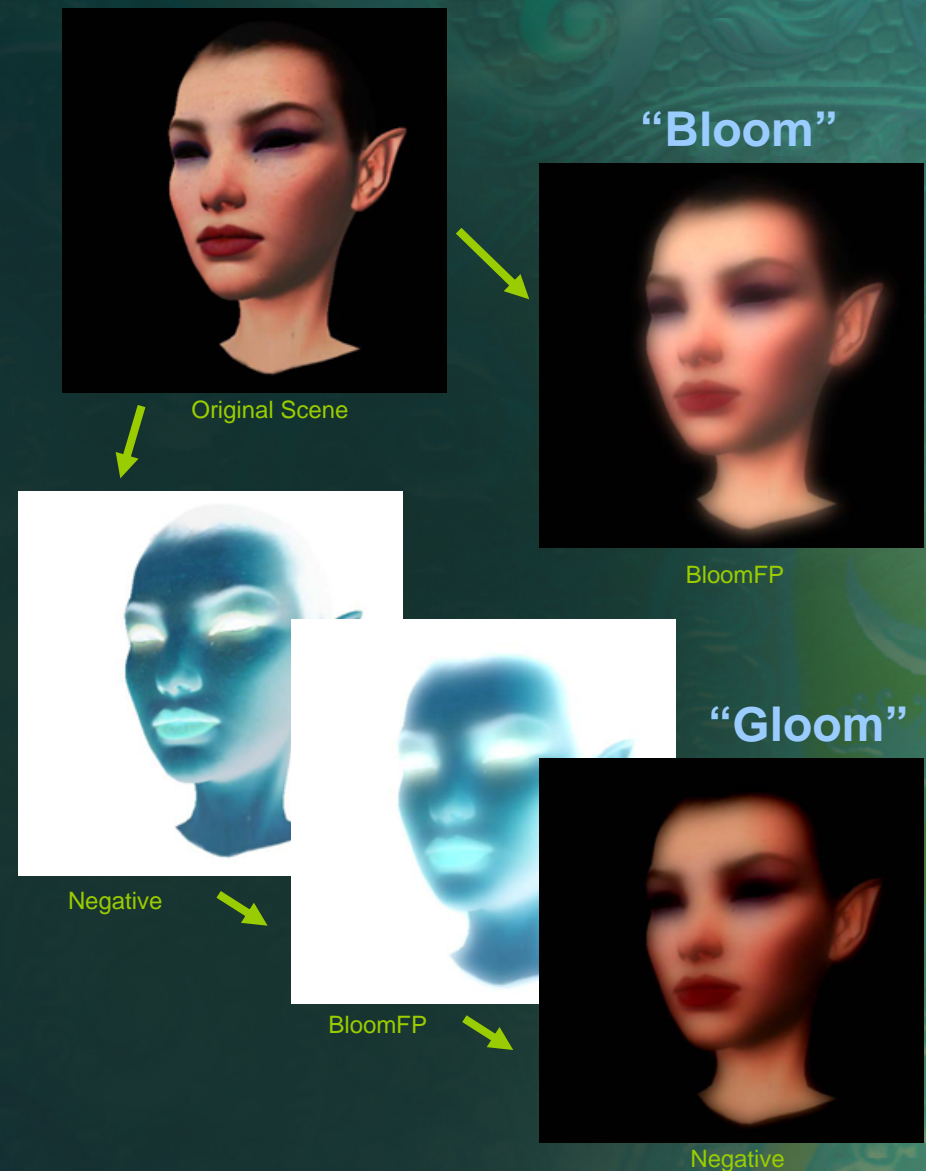 “Bloom”
Original Scene
BloomFP
“Gloom”
Negative
BloomFP
Negative